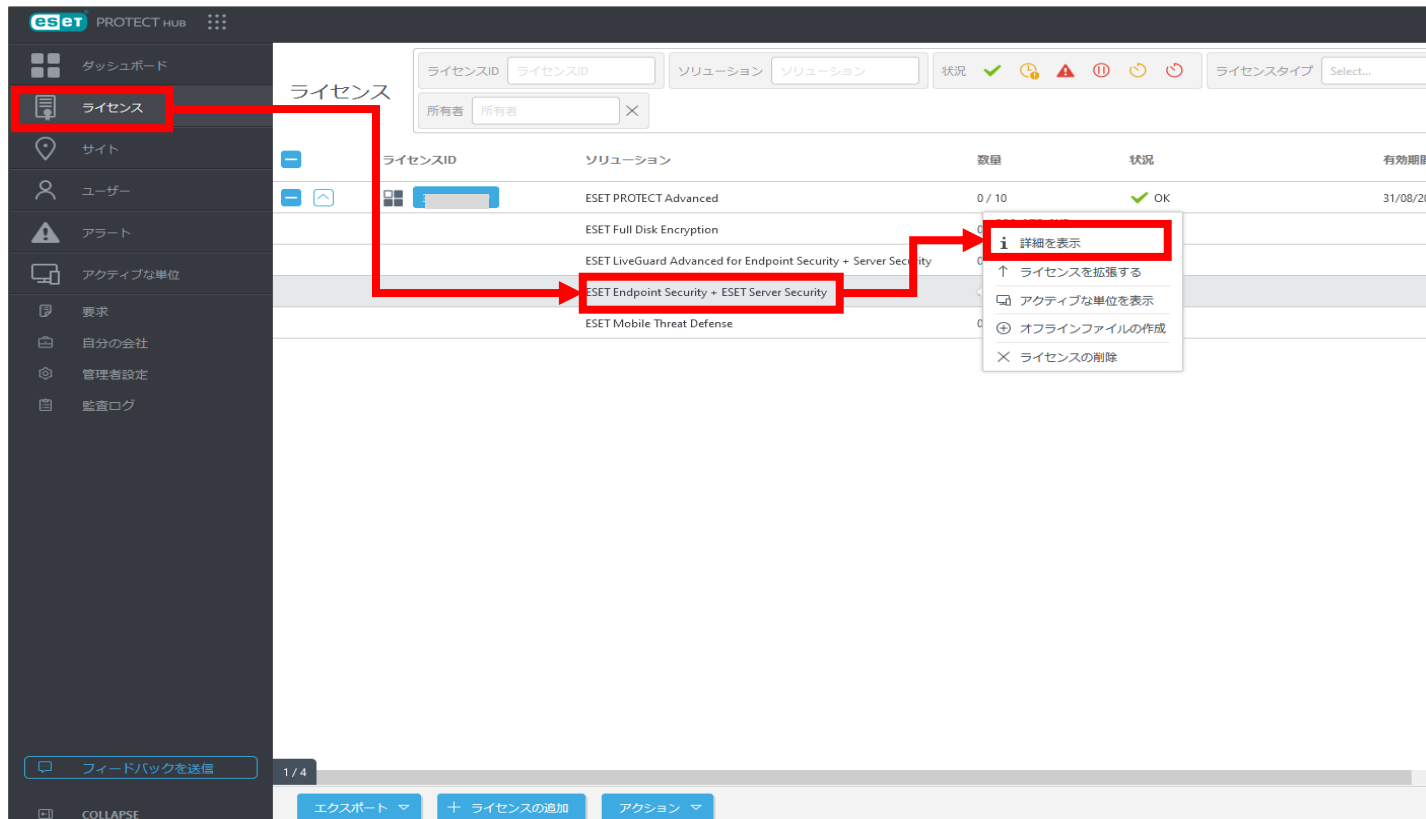 eset PROTECT HUB
ダッシュボード
ライセンス
サイト
ユーザー
アラート
アクティブな単位
要求
自分の会社
管理者設定
監査ログ
フィードバックを送信
COLLAPSE
ライセンス
ライセンスID ライセンスID ソリューション ソリューション 状況 ライセンスタイプ Select...
所有者 所有者
ライセンスID ソリューション 数量 状況 有効期
ESET PROTECT Advanced 0 / 10 OK 31/08/20
ESET Full Disk Encryption
ESET LiveGuard Advanced for Endpoint Security + Server Security
ESET Endpoint Security + ESET Server Security
ESET Mobile Threat Defense
詳細を表示
ライセンスを拡張する
アクティブな単位を表示
オフラインファイルの作成
ライセンスの削除
1 / 4
エクスポート ライセンスの追加 アクション